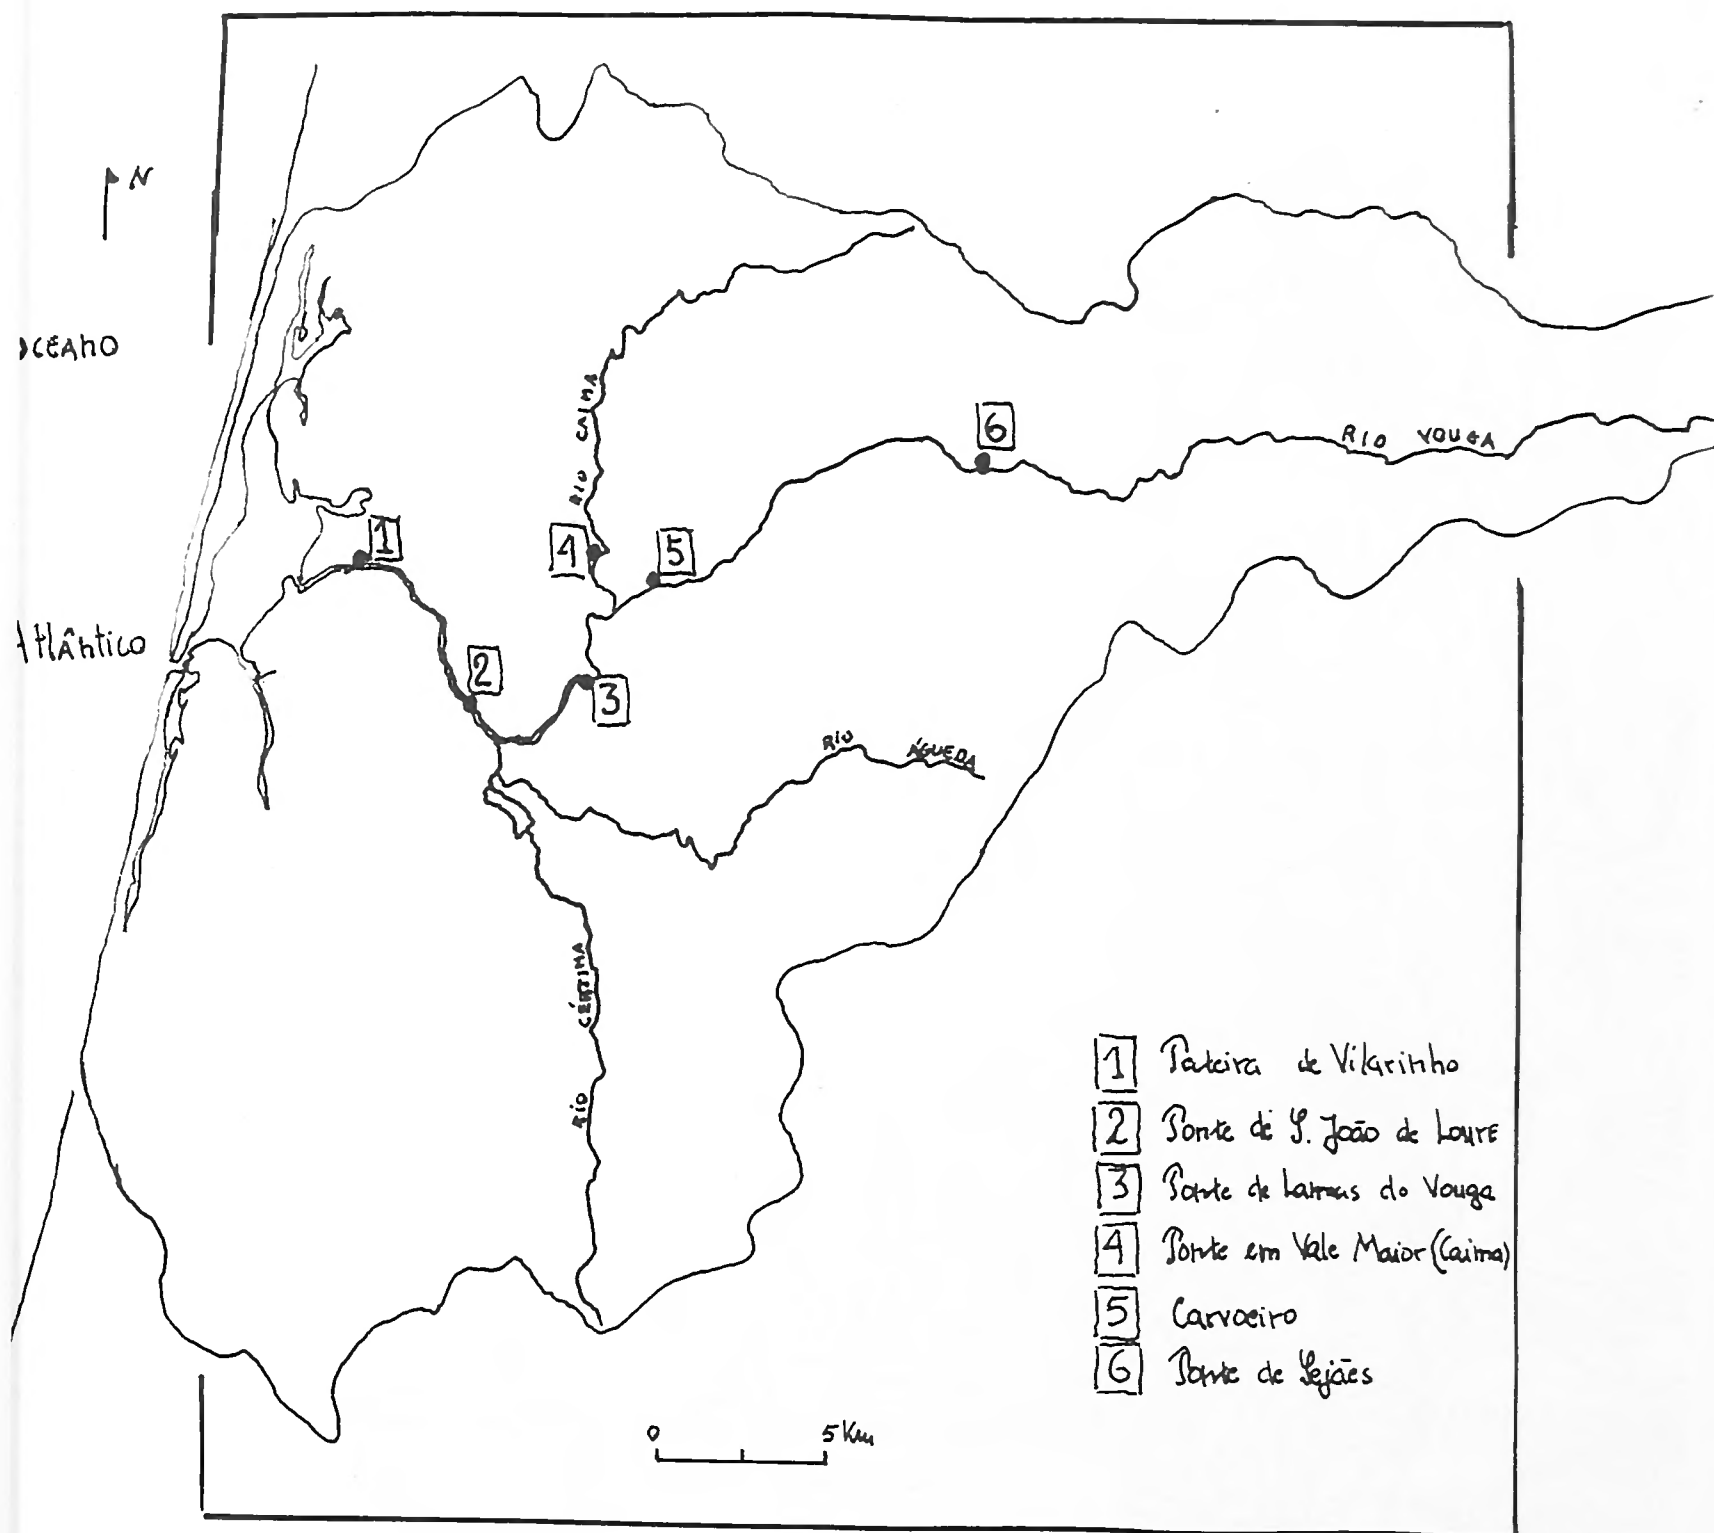 N
OCEANO
Atlântico
RIO CAIMA
6
RIO VOUGA
1
4
5
2
3
RIO ÁGUEDA
RIO CÉRTIMA
1 Pateira de Vilarinho
2 Ponte de S. João de Loure
3 Ponte de Lamas do Vouga
4 Ponte em Vale Maior (Caima)
5 Carvoeiro
6 Ponte de Sejães
0 5 Km